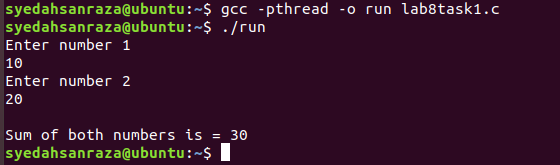 syedahsanraza@ubuntu:~$ gcc -pthread -o run lab8task1.c
syedahsanraza@ubuntu:~$ ./run
Enter number 1
10
Enter number 2
20
Sum of both numbers is = 30
syedahsanraza@ubuntu:~$